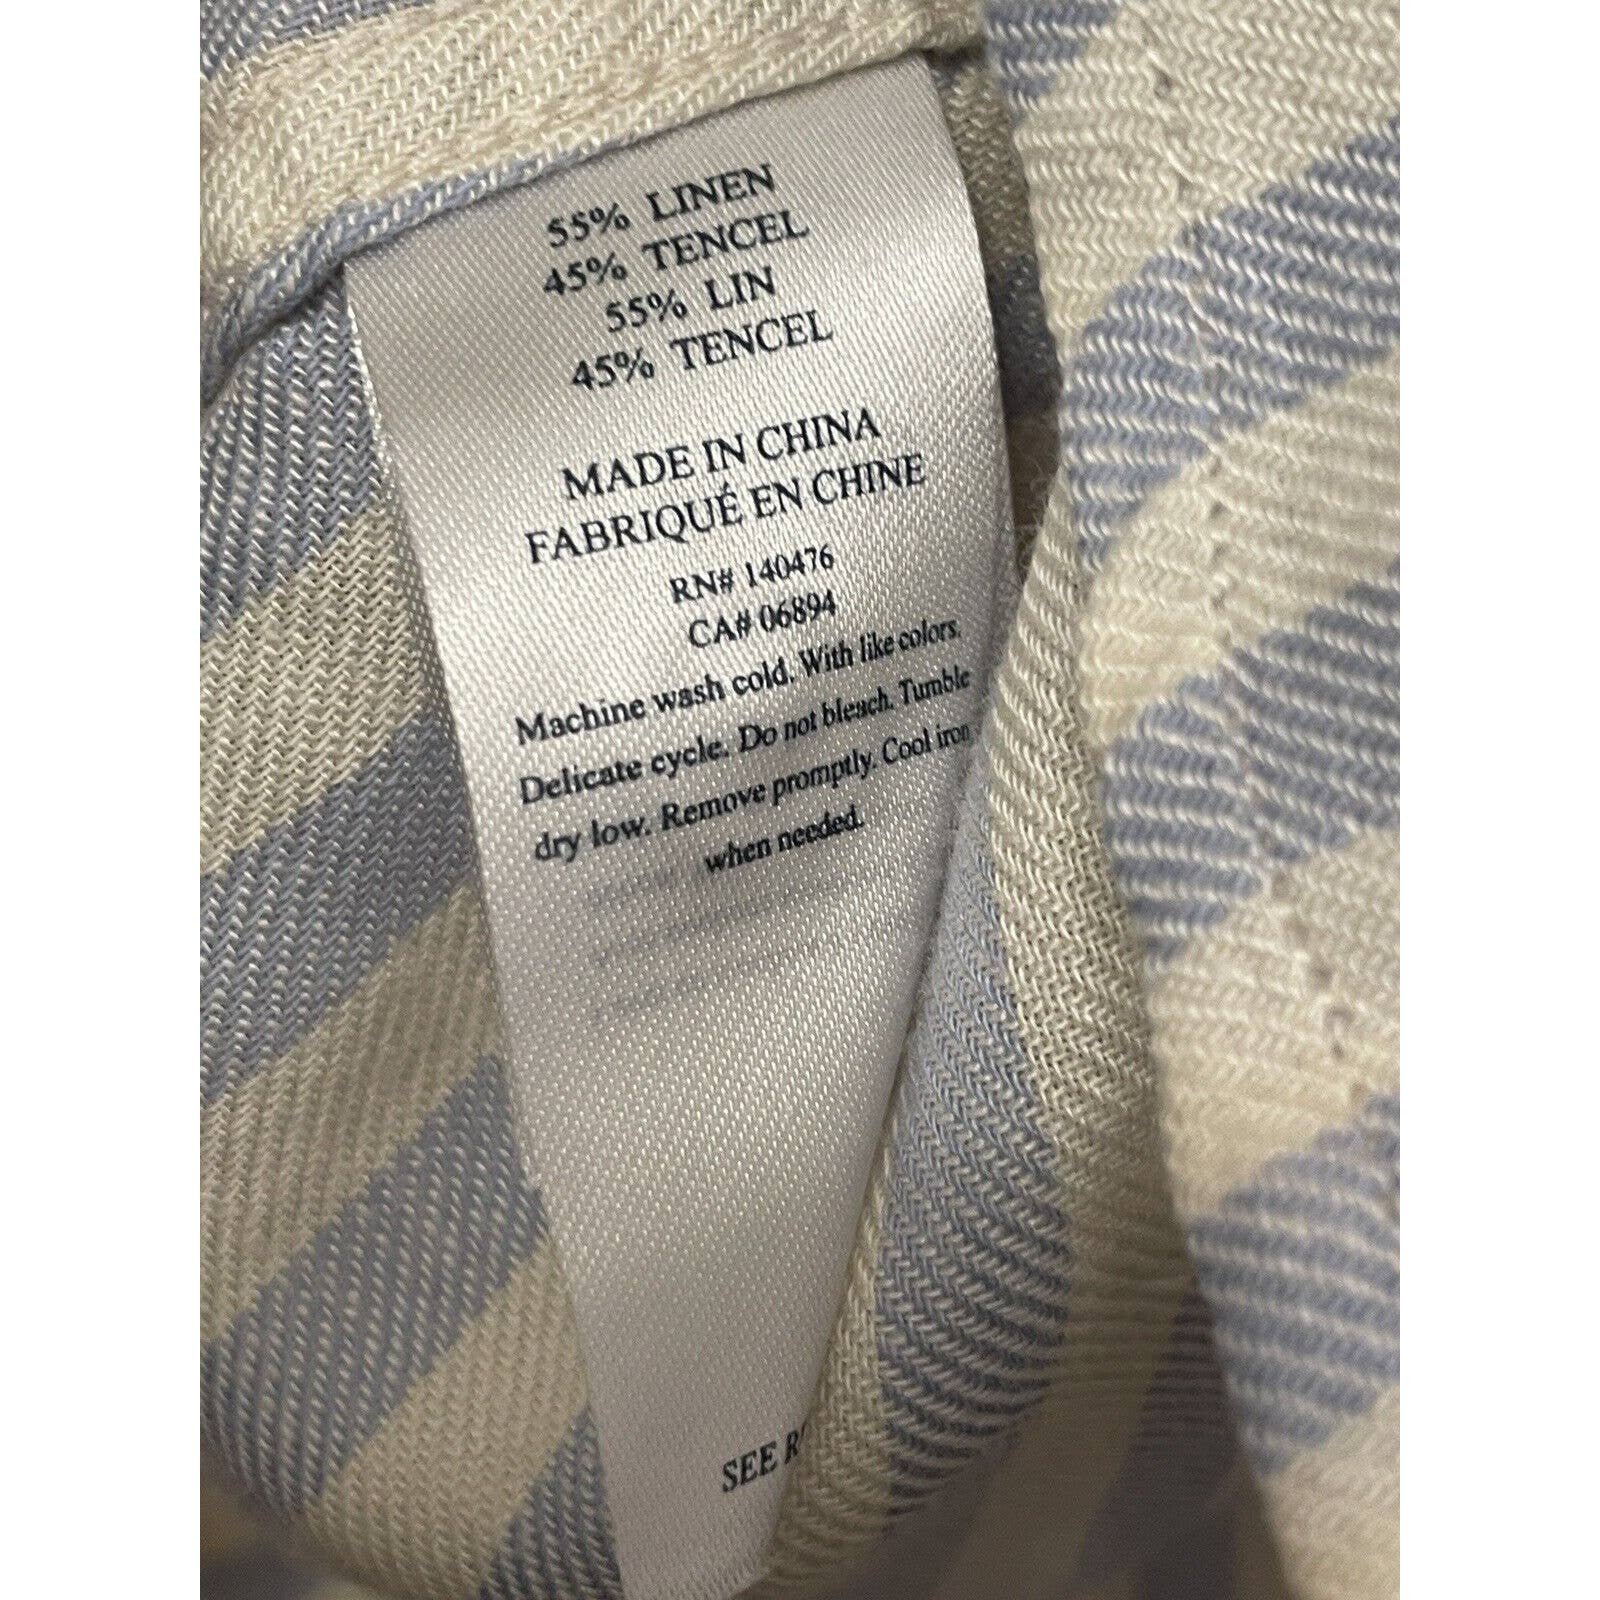 55% LINEN
45% TENCEL
55% LIN
45% TENCEL
MADE IN CHINA
FABRIQUÉ EN CHINE
RN# 140476
CA# 06894
Machine wash cold. With like colors.
Delicate cycle. Do not bleach. Tumble
dry low. Remove promptly. Cool iron
when needed.
SEE